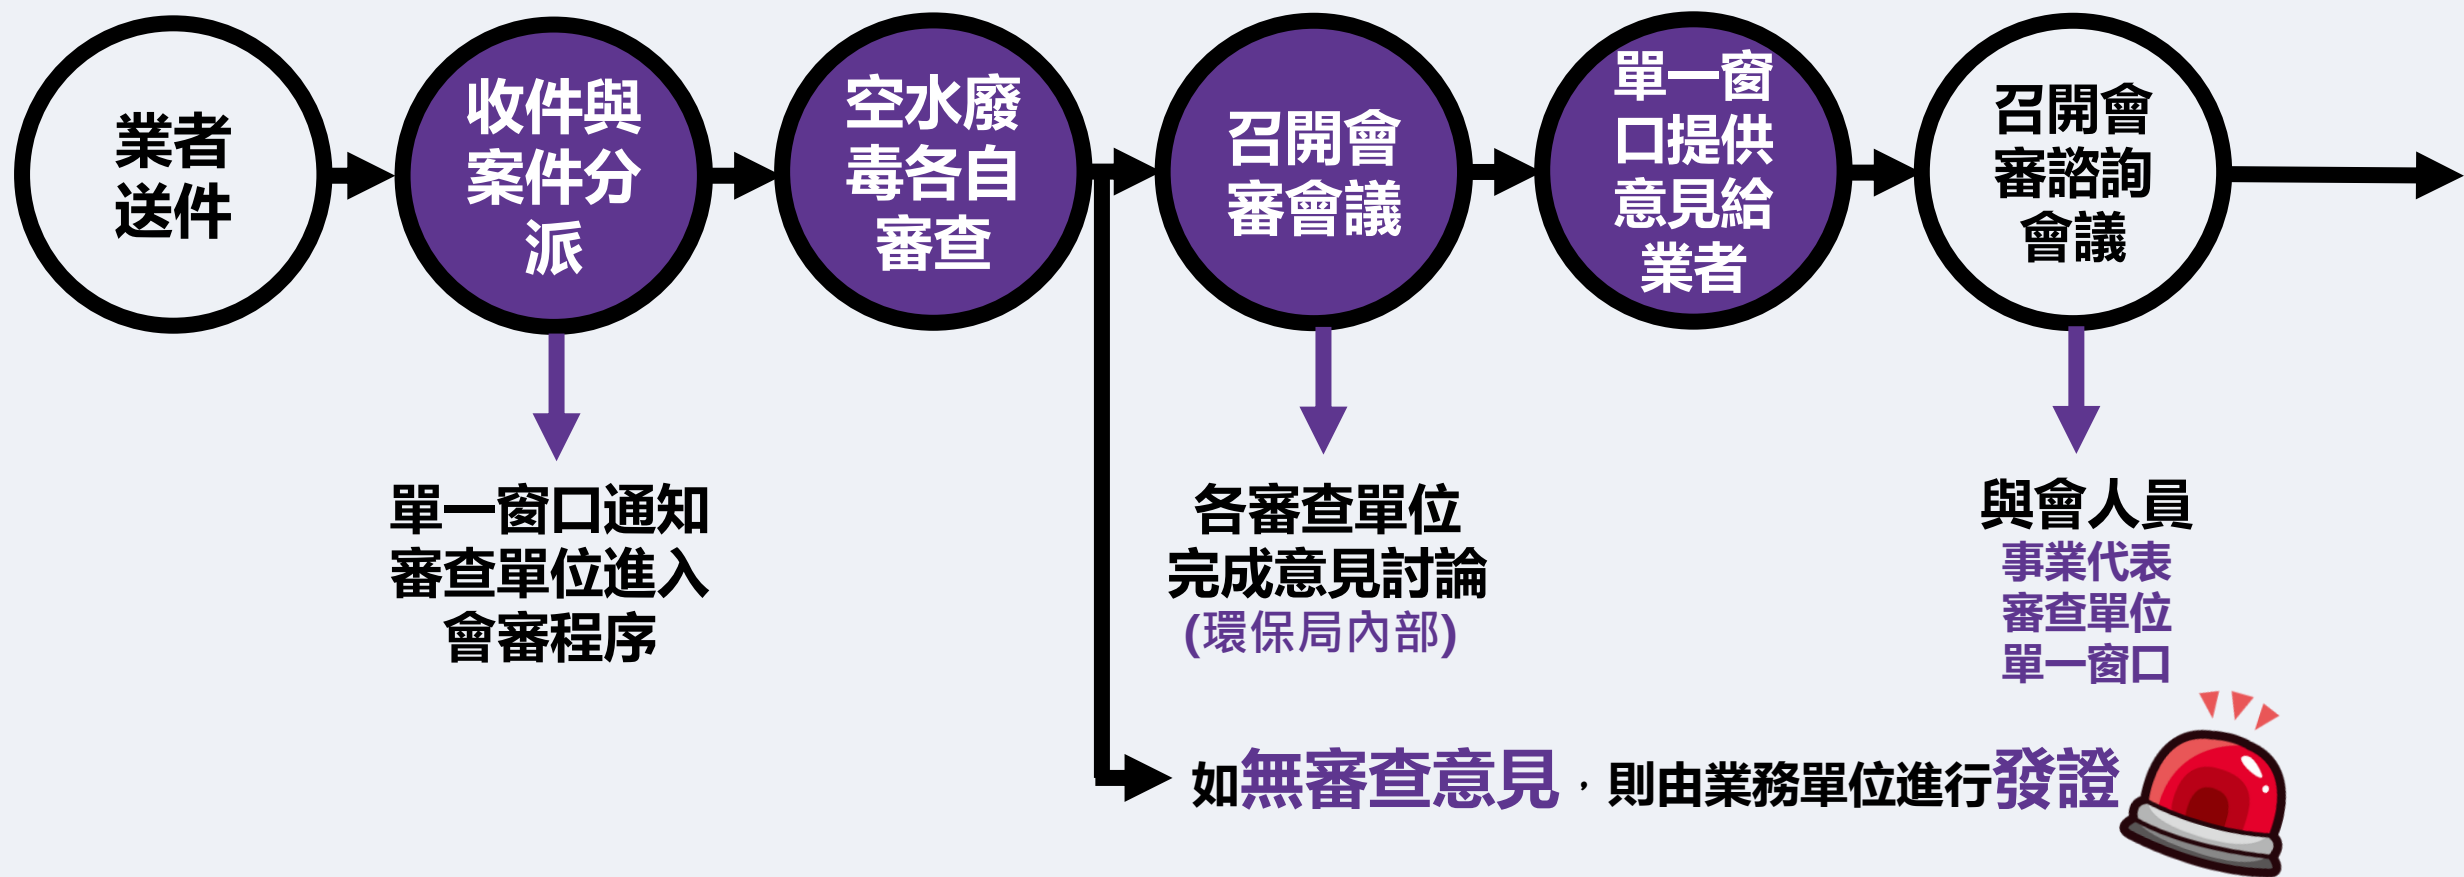 業者
送件
收件與
案件分
派
空水廢
毒各自
審查
召開會
審會議
單一窗
口提供
意見給
業者
召開會
審諮詢
會議
單一窗口通知
審查單位進入
會審程序
各審查單位
完成意見討論
(環保局內部)
與會人員
事業代表
審查單位
單一窗口
如無審查意見，則由業務單位進行發證